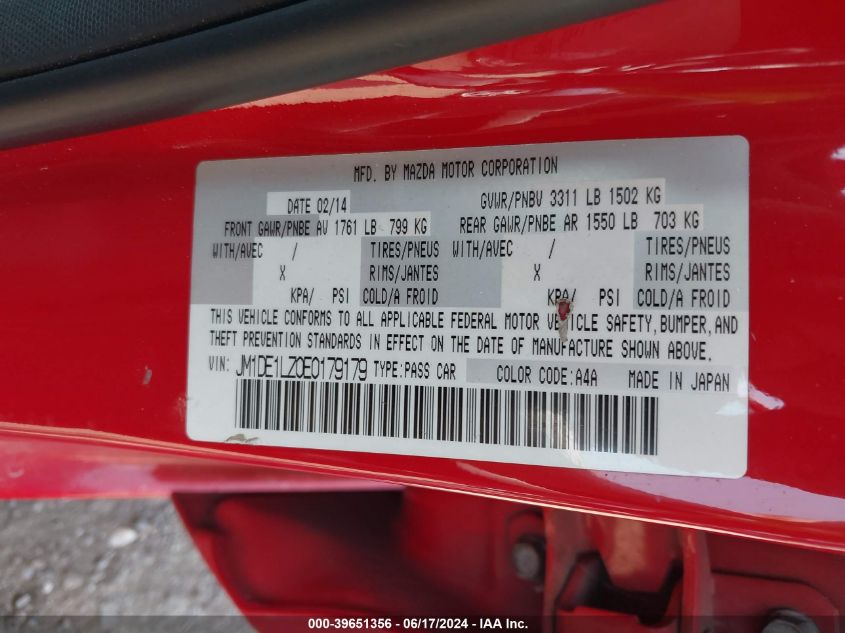 MFD. BY MAZDA MOTOR CORPORATION
DATE 02/14 GVWR/PNBV 3311 LB 1502 KG
FRONT GAWR/PNBE AV 1761 LB 799 KG REAR GAWR/PNBE AR 1550 LB 703 KG
WITH/AVEC / TIRES/PNEUS WITH/AVEC / TIRES/PNEUS
X RIMS/JANTES X RIMS/JANTES
KPA/ PSI COLD/A FROID KPA/ PSI COLD/A FROID
THIS VEHICLE CONFORMS TO ALL APPLICABLE FEDERAL MOTOR VEHICLE SAFETY, BUMPER, AND
THEFT PREVENTION STANDARDS IN EFFECT ON THE DATE OF MANUFACTURE SHOWN ABOVE.
VIN: JM1DE1LZ0E0179179 TYPE:PASS CAR COLOR CODE:A4A MADE IN JAPAN
000-39651356 - 06/17/2024 - IAA Inc.